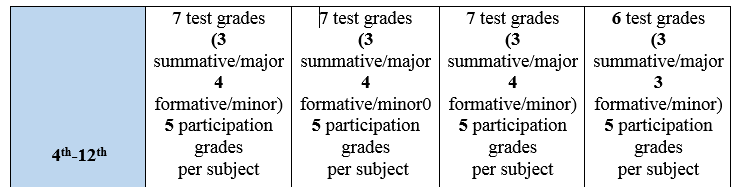 4th-12th
7 test grades
(3
summative/major
4
formative/minor)
5 participation
grades
per subject
7 test grades
(3
summative/major
4
formative/minor0
5 participation
grades
per subject
7 test grades
(3
summative/major
4
formative/minor)
5 participation
grades
per subject
6 test grades
(3
summative/major
3
formative/minor)
5 participation
grades
per subject